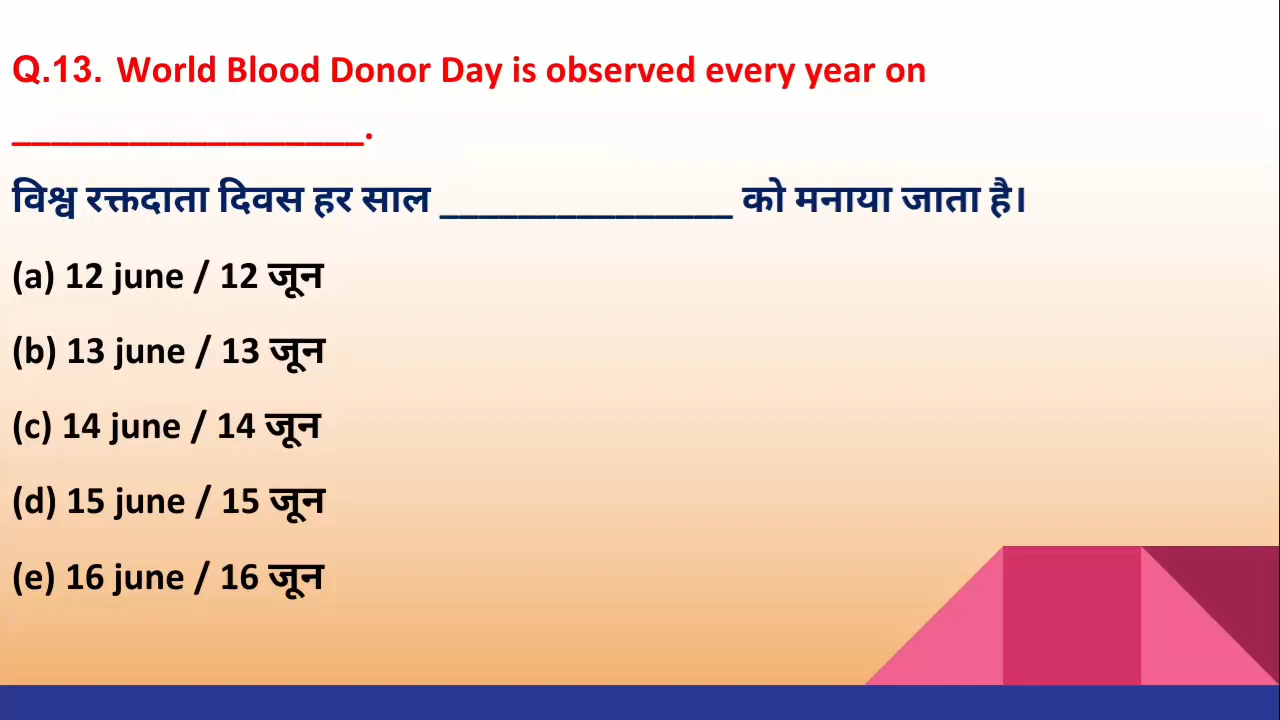 Q.13. World Blood Donor Day is observed every year on
__________________.
विश्व रक्तदाता दिवस हर साल _______________ को मनाया जाता है।
(a) 12 june / 12 जून
(b) 13 june / 13 जून
(c) 14 june / 14 जून
(d) 15 june / 15 जून
(e) 16 june / 16 जून